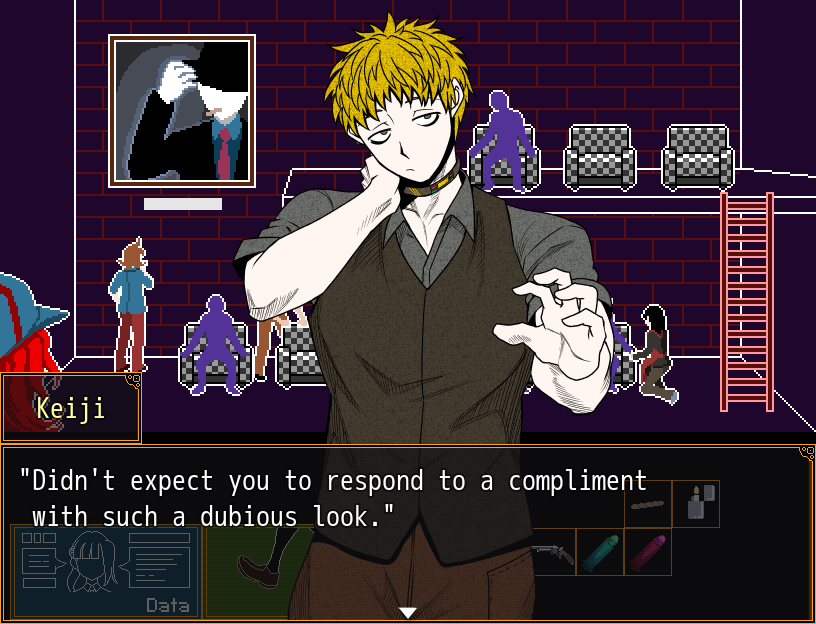 Keiji
"Didn't expect you to respond to a compliment
with such a dubious look."
Data